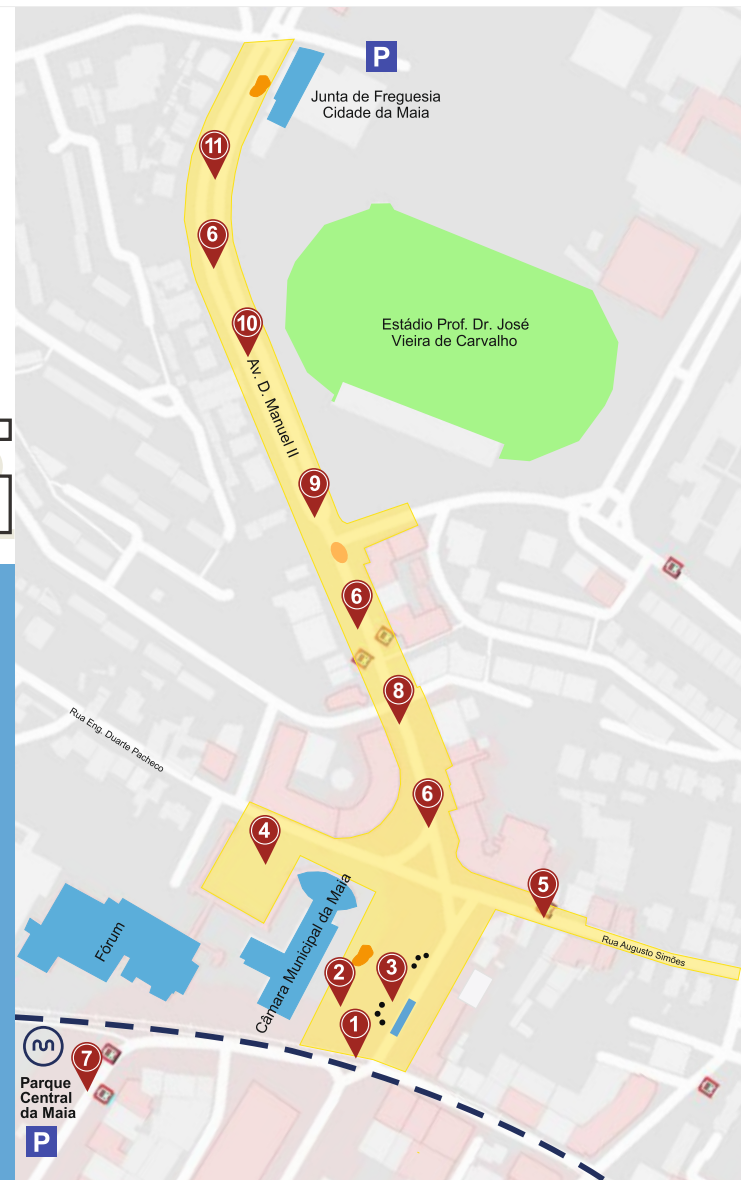 P
Junta de Freguesia
Cidade da Maia
11
6
10
Estádio Prof. Dr. José
Vieira de Carvalho
Av. D. Manuel II
9
6
8
Rua Eng. Duarte Pacheco
6
4
5
Fórum
Câmara Municipal da Maia
Rua Augusto Simões
2
3
1
7
Parque
Central
da Maia
P